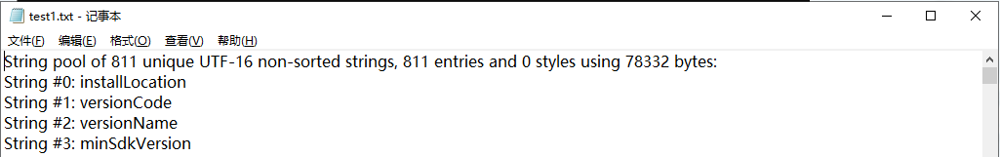 test1.txt - 记事本
文件(F) 编辑(E) 格式(O) 查看(V) 帮助(H)
String pool of 811 unique UTF-16 non-sorted strings, 811 entries and 0 styles using 78332 bytes:
String #0: installLocation
String #1: versionCode
String #2: versionName
String #3: minSdkVersion